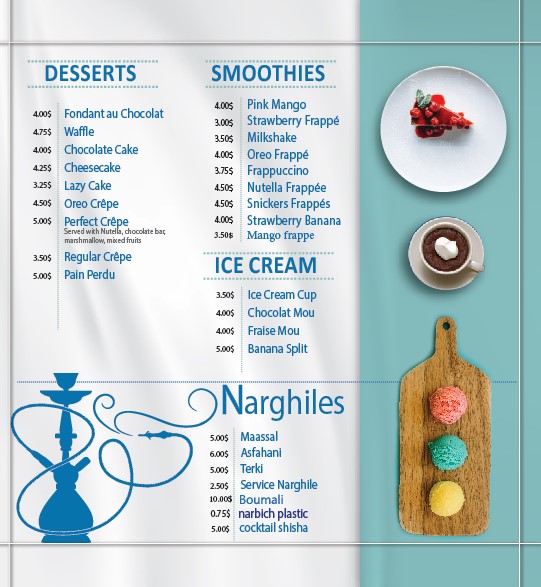 DESSERTS
4.00$ Fondant au Chocolat
4.75$ Waffle
4.00$ Chocolate Cake
4.25$ Cheesecake
3.25$ Lazy Cake
4.50$ Oreo Crêpe
5.00$ Perfect Crêpe
Served with Nutella, chocolate bar,
marshmallow, mixed fruits
3.50$ Regular Crêpe
5.00$ Pain Perdu
SMOOTHIES
4.00$ Pink Mango
3.00$ Strawberry Frappé
3.50$ Milkshake
4.00$ Oreo Frappé
3.75$ Frappuccino
4.50$ Nutella Frappée
4.50$ Snickers Frappés
4.00$ Strawberry Banana
3.50$ Mango frappe
ICE CREAM
3.50$ Ice Cream Cup
4.00$ Chocolat Mou
4.00$ Fraise Mou
5.00$ Banana Split
Narghiles
5.00$ Maassal
6.00$ Asfahani
5.00$ Terki
2.50$ Service Narghile
10.00$ Boumali
0.75$ narbich plastic
5.00$ cocktail shisha